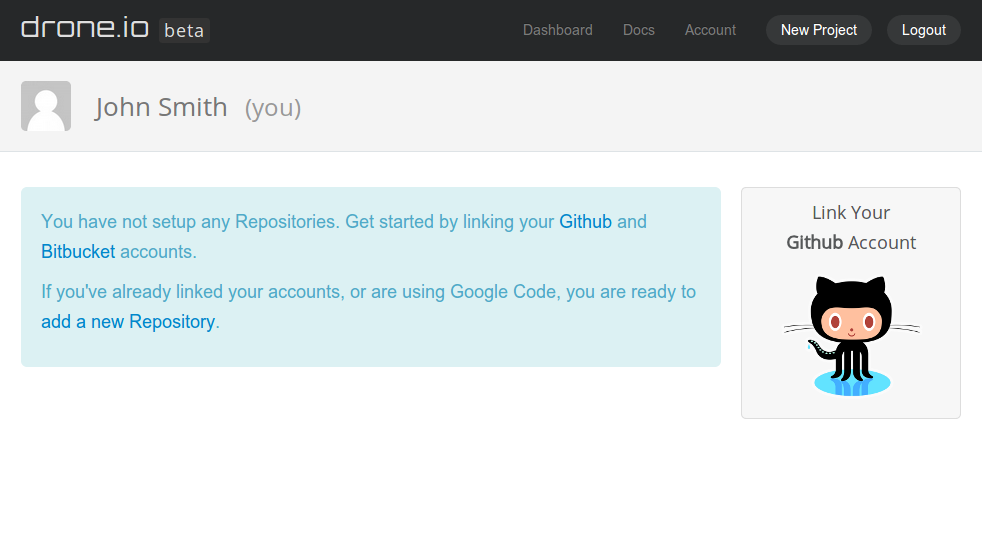 drone.io beta
Dashboard Docs Account New Project Logout
John Smith (you)
You have not setup any Repositories. Get started by linking your Github and
Bitbucket accounts.
If you've already linked your accounts, or are using Google Code, you are ready to
add a new Repository.
Link Your
Github Account